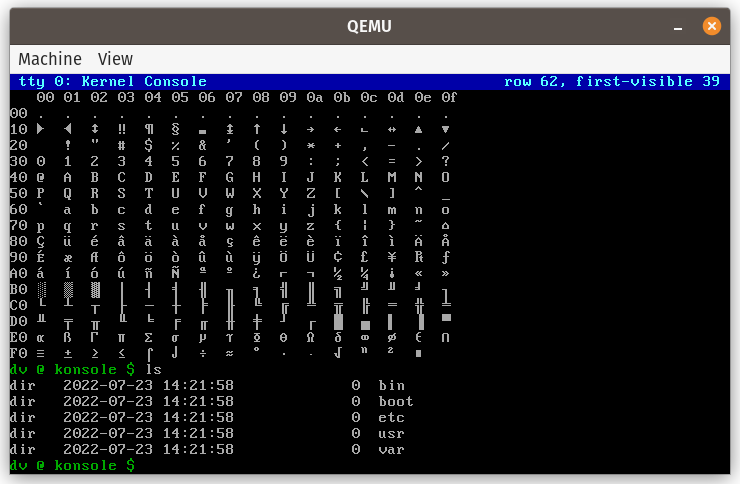 QEMU
Machine View
tty 0: Kernel Console row 62, first-visible 39
00 01 02 03 04 05 06 07 08 09 0a 0b 0c 0d 0e 0f
00 . . . . . . . . . . . . . . . .
10 ► ◄ ↕ ‼ ¶ § ▬ ↨ ↑ ↓ → ← ∟ ↔ ▲ ▼
20 ! " # $ % & ' ( ) * + , - . /
30 0 1 2 3 4 5 6 7 8 9 : ; < = > ?
40 @ A B C D E F G H I J K L M N O
50 P Q R S T U V W X Y Z [ \ ] ^ _
60 ` a b c d e f g h i j k l m n o
70 p q r s t u v w x y z { ¦ } ~ ⌂
80 Ç ü é â ä à å ç ê ë è ï î ì Ä Å
90 É æ Æ ô ö ò û ù ÿ Ö Ü ¢ £ ¥ ₧ ƒ
A0 á í ó ú ñ Ñ ª º ¿ ⌐ ¬ ½ ¼ ¡ « »
B0 ░ ▒ ▓ │ ┤ ╡ ╢ ╖ ╕ ╣ ║ ╗ ╝ ╜ ╛ ┐
C0 └ ┴ ┬ ├ ─ ┼ ╞ ╟ ╚ ╔ ╩ ╦ ╠ ═ ╬ ╧
D0 ╨ ╤ ╥ ╙ ╘ ╒ ╓ ╫ ╪ ┘ ┌ █ ▄ ▌ ▐ ▀
E0 α ß Γ π Σ σ µ τ Φ Θ Ω δ ∞ ø ∈ ∩
F0 ≡ ± ≥ ≤ ⌠ ⌡ ÷ ≈ ° ∙ · √ ⁿ ² ■
dv @ konsole $ ls
dir 2022-07-23 14:21:58 0 bin
dir 2022-07-23 14:21:58 0 boot
dir 2022-07-23 14:21:58 0 etc
dir 2022-07-23 14:21:58 0 usr
dir 2022-07-23 14:21:58 0 var
dv @ konsole $